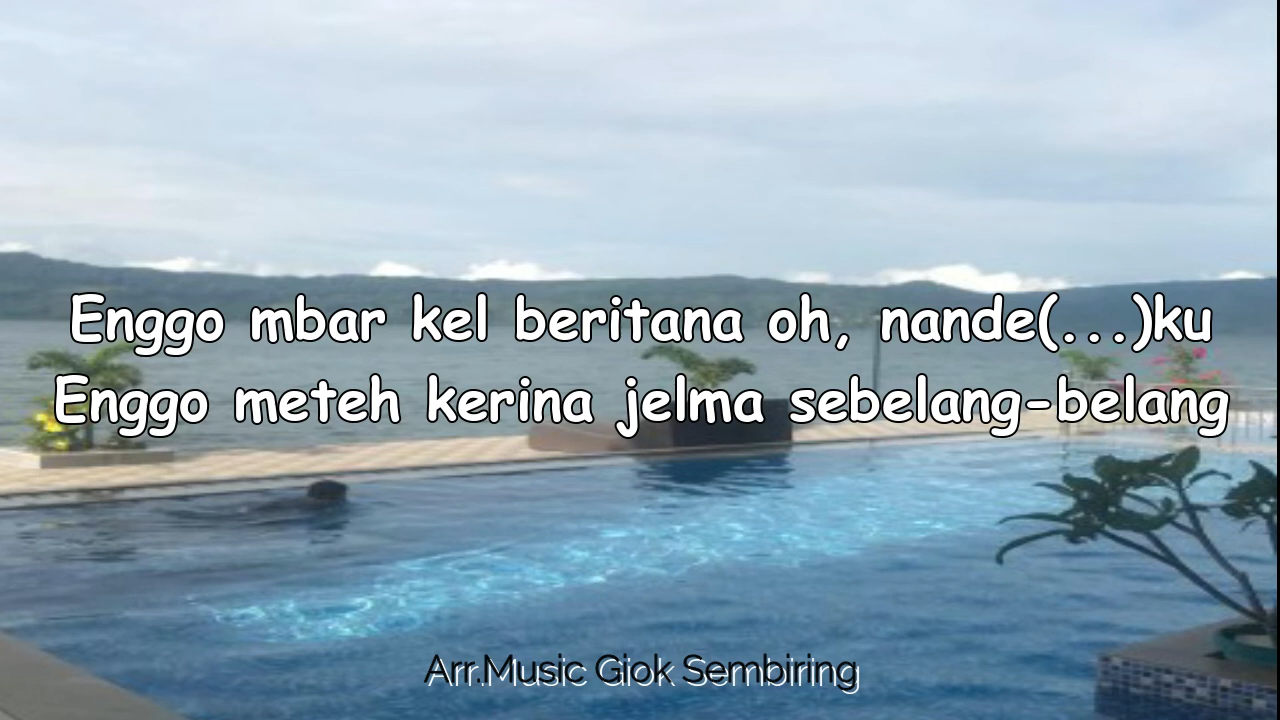 Enggo mbar kel beritana oh, nande(...)ku
Enggo meteh kerina jelma sebelang-belang
Arr.Music Giok Sembiring